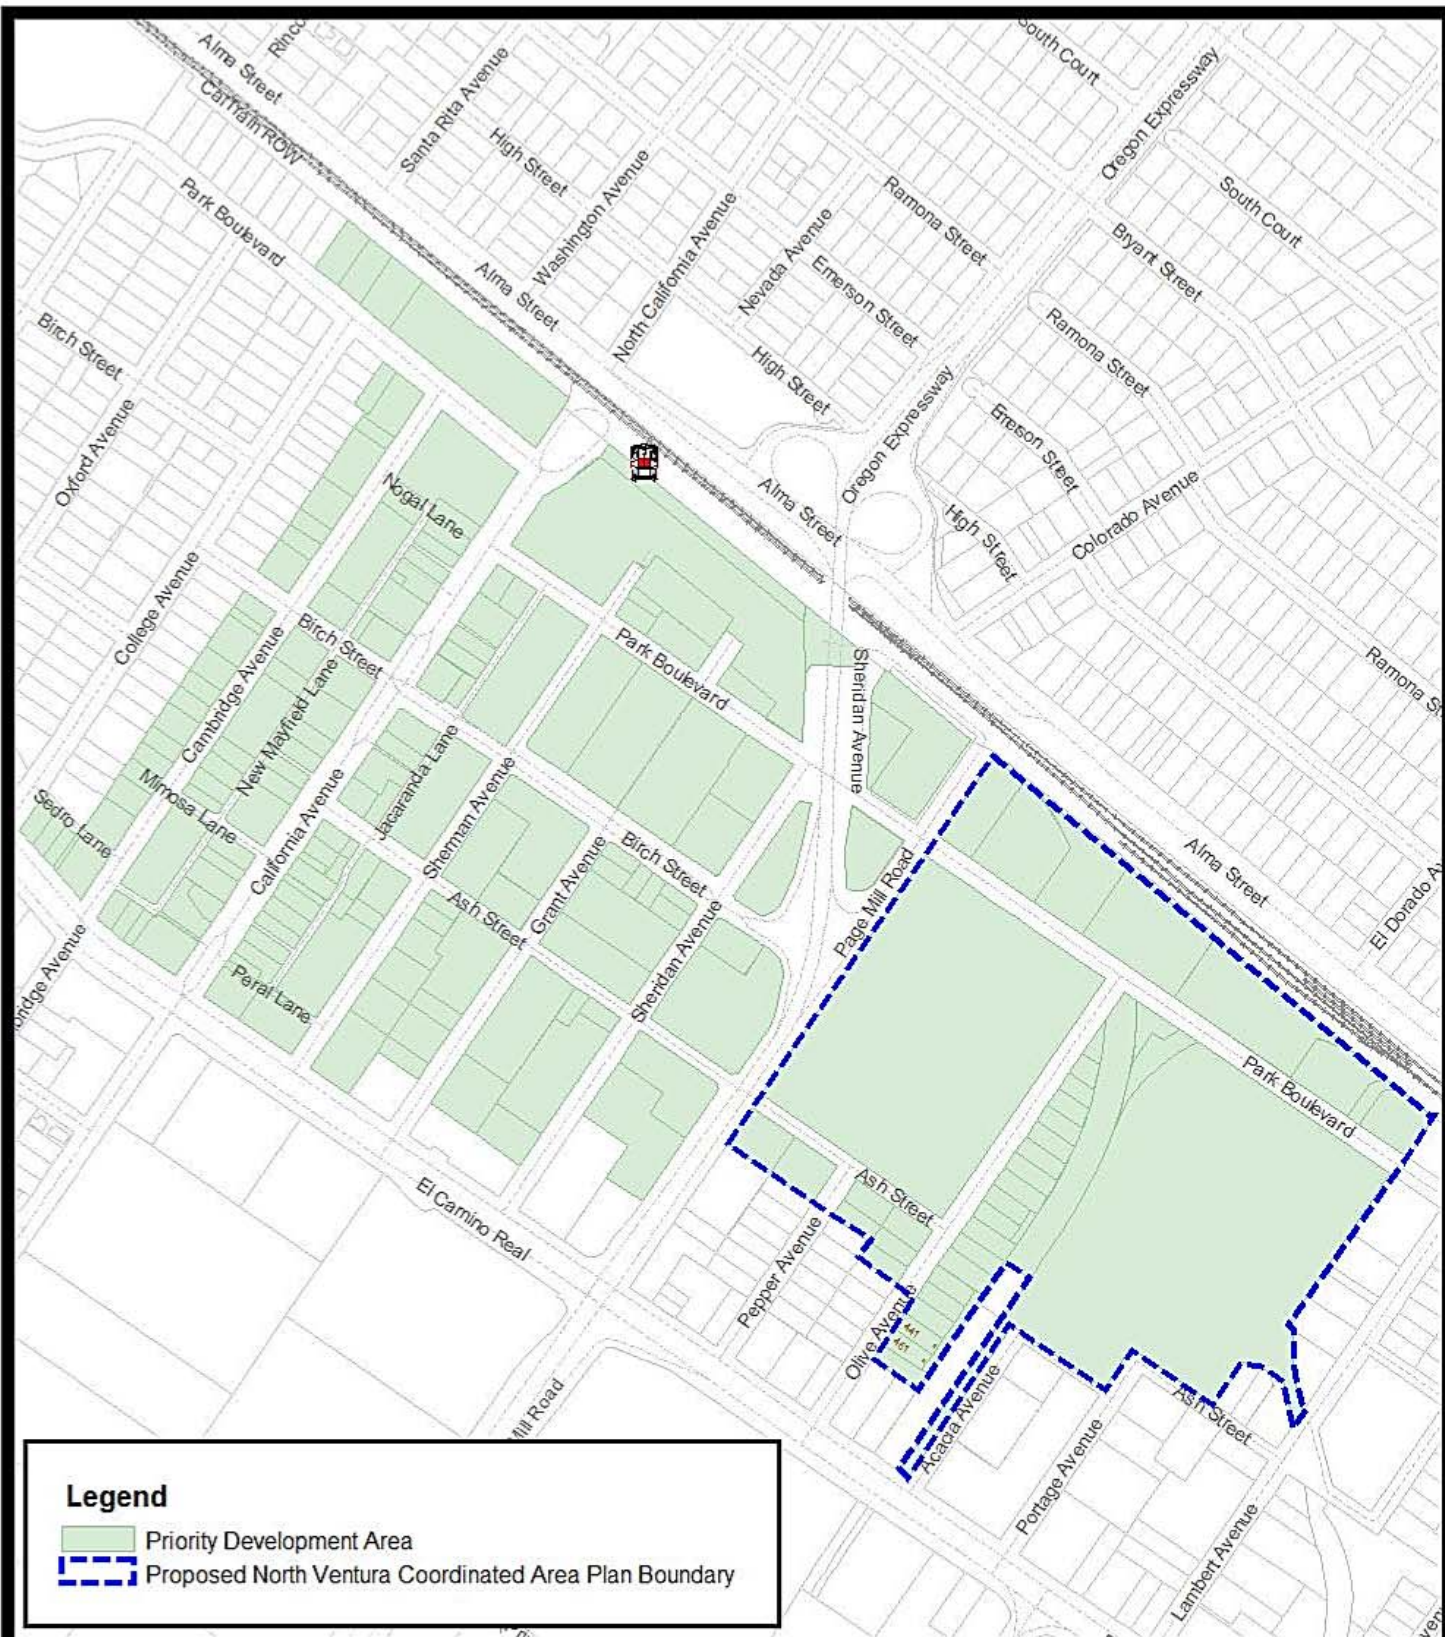 South Court
Alma Street
Oregon Expressway
Santa Rita Avenue
Caltrain ROW
High Street
Washington Avenue
Ramona Street
Park Boulevard
South Court
North California Avenue
Nevada Avenue
Bryant Street
Alma Street
Emerson Street
Birch Street
Ramona Street
High Street
Oregon Expressway
Oxford Avenue
Emerson Street
Nogal Lane
Alma Street
Colorado Avenue
High Street
College Avenue
Birch Street
Park Boulevard
Sheridan Avenue
Cambridge Avenue
New Mayfield Lane
Jacaranda Lane
Mimosa Lane
Sedro Lane
California Avenue
Sherman Avenue
Birch Street
Grant Avenue
Alma Street
Page Mill Road
Ash Street
Sheridan Avenue
Peral Lane
Park Boulevard
El Camino Real
Ash Street
Pepper Avenue
Olive Avenue
441
461
Acacia Avenue
Ash Street
Portage Avenue
Mill Road
Lambert Avenue
Legend
Priority Development Area
Proposed North Ventura Coordinated Area Plan Boundary